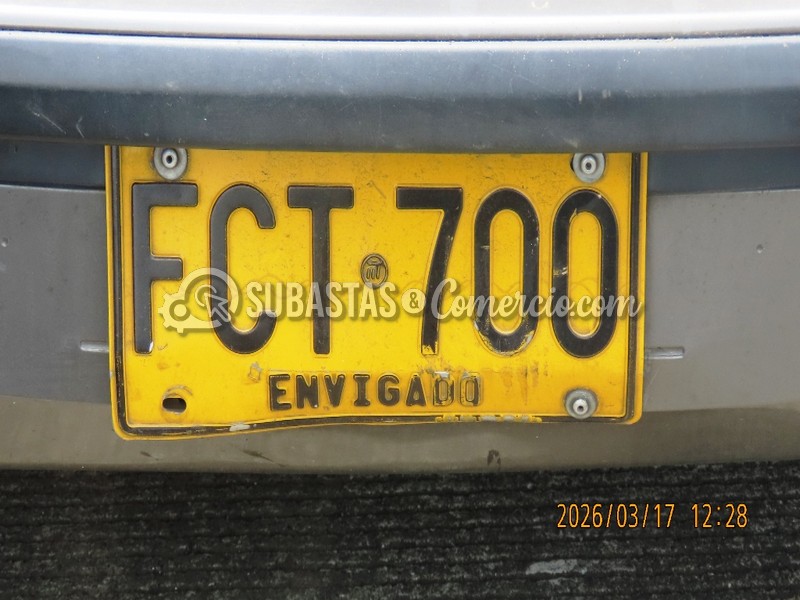 FCT 700
SUBASTAS & Comercio.com
ENVIGADO
2026/03/17 12:28